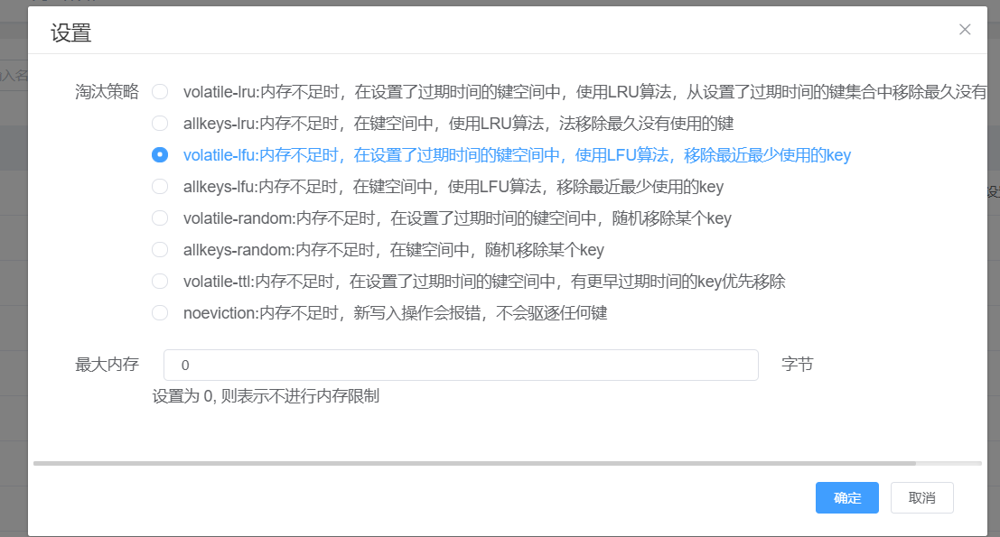 设置
入名
淘汰策略
volatile-lru:内存不足时，在设置了过期时间的键空间中，使用LRU算法，从设置了过期时间的键集合中移除最久没有
allkeys-lru:内存不足时，在键空间中，使用LRU算法，法移除最久没有使用的键
volatile-lfu:内存不足时，在设置了过期时间的键空间中，使用LFU算法，移除最近最少使用的key
allkeys-lfu:内存不足时，在键空间中，使用LFU算法，移除最近最少使用的key
设
volatile-random:内存不足时，在设置了过期时间的键空间中，随机移除某个key
allkeys-random:内存不足时，在键空间中，随机移除某个key
volatile-ttl:内存不足时，在设置了过期时间的键空间中，有更早过期时间的key优先移除
noeviction:内存不足时，新写入操作会报错，不会驱逐任何键
最大内存 0 字节
设置为 0, 则表示不进行内存限制
确定 取消